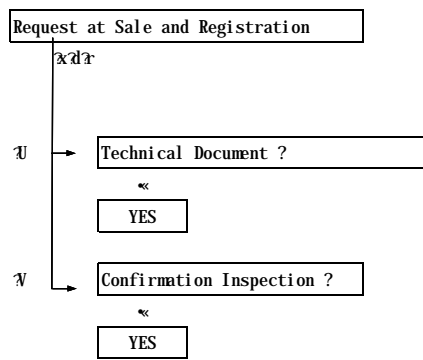 Request at Sale and Registration
Technical Document ?
YES
Confirmation Inspection ?
YES